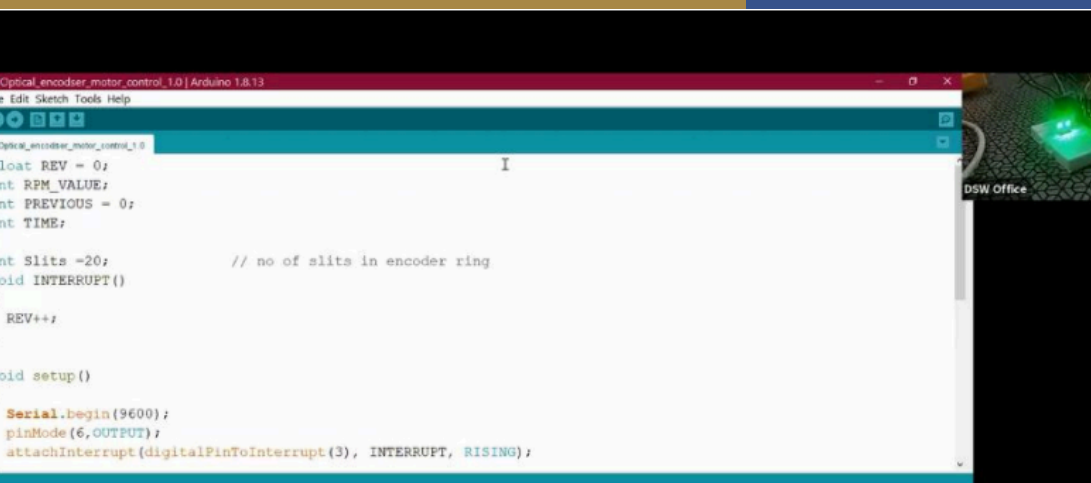 Optical_encodser_motor_control_1.0 | Arduino 1.8.13
e Edit Sketch Tools Help
Optical_encodser_motor_control_1.0
loat REV = 0;
nt RPM_VALUE;
nt PREVIOUS = 0;
nt TIME;
nt Slits =20; // no of slits in encoder ring
oid INTERRUPT()
REV++;
oid setup()
Serial.begin(9600);
pinMode(6,OUTPUT);
attachInterrupt(digitalPinToInterrupt(3), INTERRUPT, RISING);
DSW Office